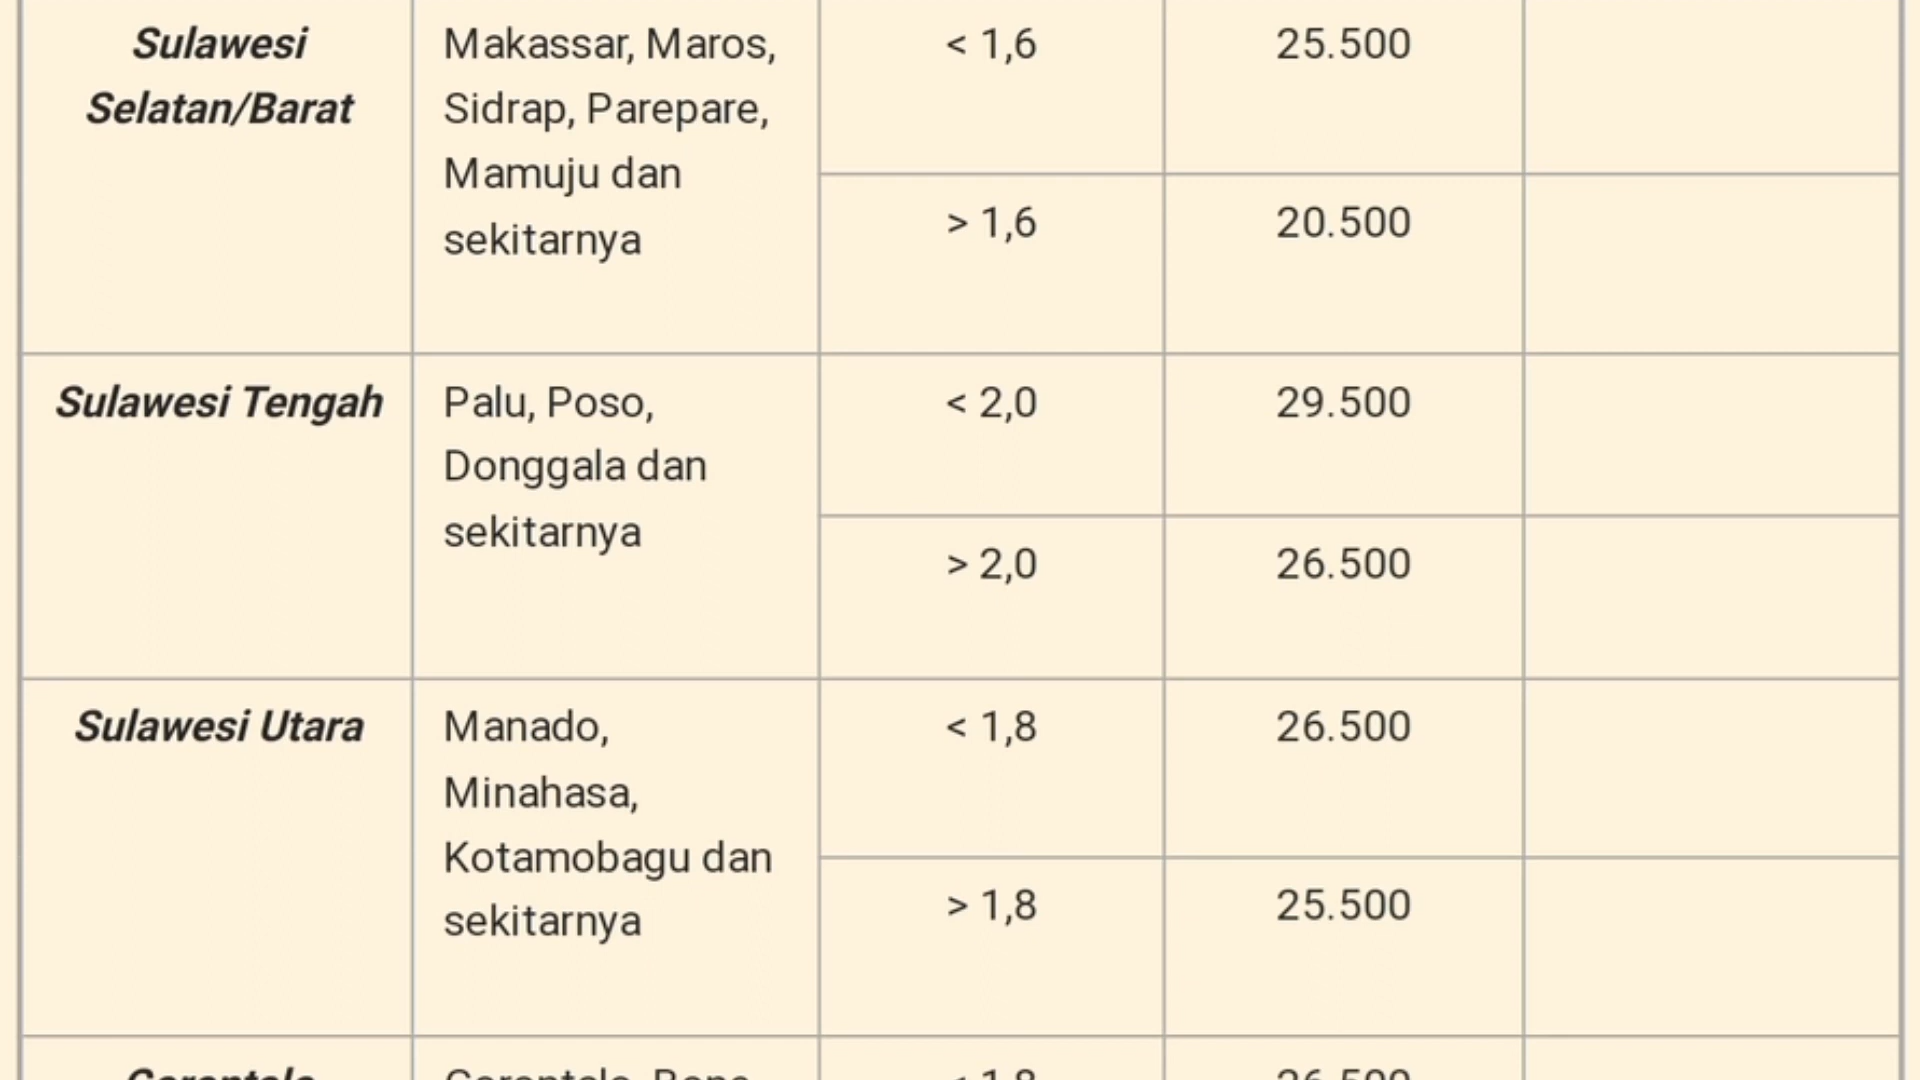 Sulawesi
Selatan/Barat
Makassar, Maros,
Sidrap, Parepare,
Mamuju dan
sekitarnya
< 1,6
25.500
> 1,6
20.500
Sulawesi Tengah
Palu, Poso,
Donggala dan
sekitarnya
< 2,0
29.500
> 2,0
26.500
Sulawesi Utara
Manado,
Minahasa,
Kotamobagu dan
sekitarnya
< 1,8
26.500
> 1,8
25.500
Gorontalo
Gorontalo, Bone
< 1,8
26.500